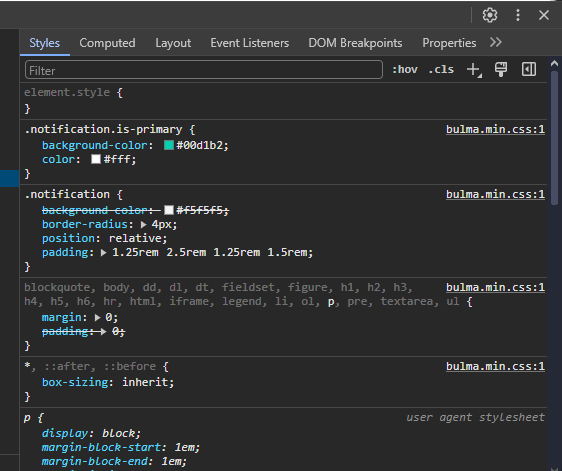 Styles Computed Layout Event Listeners DOM Breakpoints Properties
Filter :hov .cls
element.style {
}
.notification.is-primary { bulma.min.css:1
background-color: #00d1b2;
color: #fff;
}
.notification { bulma.min.css:1
background-color: #f5f5f5;
border-radius: 4px;
position: relative;
padding: 1.25rem 2.5rem 1.25rem 1.5rem;
}
blockquote, body, dd, dl, dt, fieldset, figure, h1, h2, h3, bulma.min.css:1
h4, h5, h6, hr, html, iframe, legend, li, ol, p, pre, textarea, ul {
margin: 0;
padding: 0;
}
*, ::after, ::before { bulma.min.css:1
box-sizing: inherit;
}
p { user agent stylesheet
display: block;
margin-block-start: 1em;
margin-block-end: 1em;